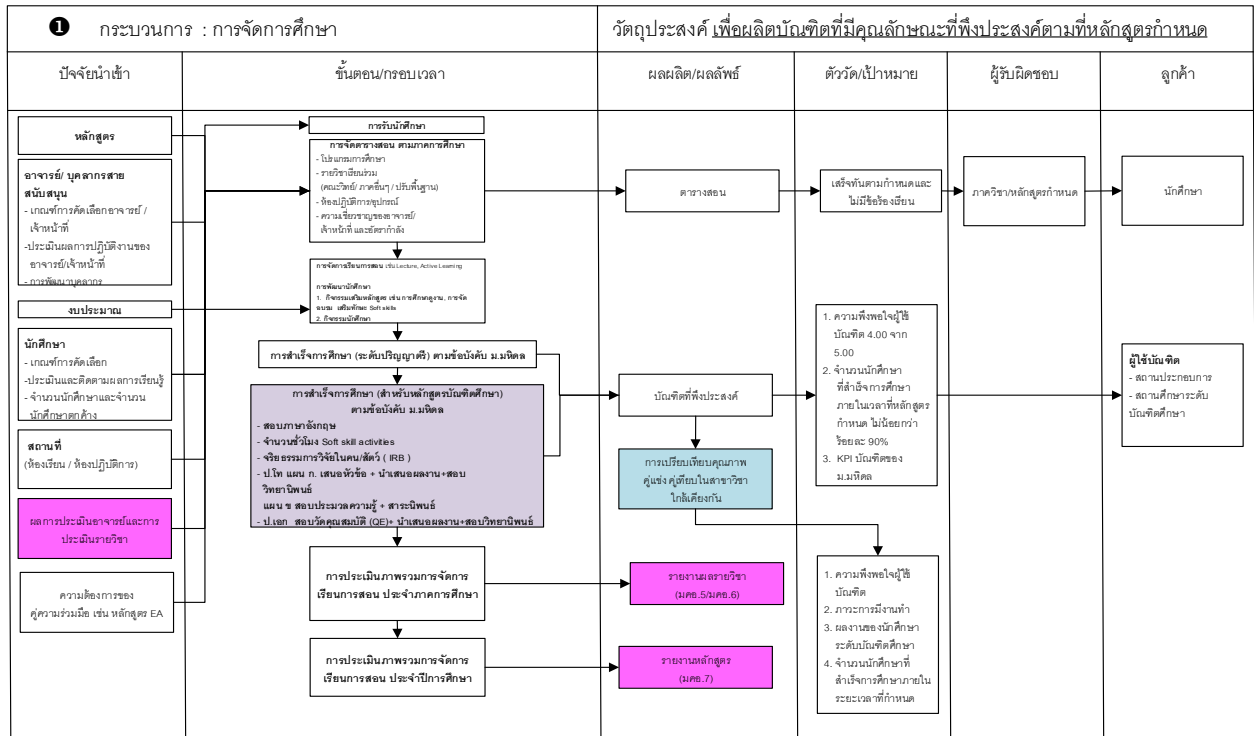 ❶ กระบวนการ : การจัดการศึกษา
วัตถุประสงค์ เพื่อผลิตบัณฑิตที่มีคุณลักษณะที่พึงประสงค์ตามที่หลักสูตรกำหนด
ปัจจัยนำเข้า
ขั้นตอน/กรอบเวลา
ผลผลิต/ผลลัพธ์
ตัววัด/เป้าหมาย
ผู้รับผิดชอบ
ลูกค้า
หลักสูตร
อาจารย์/ บุคลากรสาย
สนับสนุน
- เกณฑ์การคัดเลือกอาจารย์ /
เจ้าหน้าที่
-ประเมินผลการปฏิบัติงานของ
อาจารย์/เจ้าหน้าที่
- การพัฒนาบุคลากร
งบประมาณ
นักศึกษา
- เกณฑ์การคัดเลือก
-ประเมินและติดตามผลการเรียนรู้
- จำนวนนักศึกษาและจำนวน
นักศึกษาตกค้าง
สถานที่
(ห้องเรียน / ห้องปฏิบัติการ)
ผลการประเมินอาจารย์และการ
ประเมินรายวิชา
ความต้องการของ
คู่ความร่วมมือ เช่น หลักสูตร EA
การรับนักศึกษา
การจัดตารางสอน ตามภาคการศึกษา
- โปรแกรมการศึกษา
- รายวิชาเรียนร่วม
(คณะวิทย์/ ภาคอื่นๆ / ปรับพื้นฐาน)
- ห้องปฏิบัติการ/อุปกรณ์
- ความเชี่ยวชาญของอาจารย์/
เจ้าหน้าที่ และอัตรากำลัง
การจัดการเรียนการสอน เช่น Lecture, Active Learning
การพัฒนานักศึกษา
1. กิจกรรมเสริมหลักสูตร เช่น การศึกษาดูงาน, การจัด
อบรม เสริมทักษะ Soft skills
2. กิจกรรมนักศึกษา
การสำเร็จการศึกษา (ระดับปริญญาตรี) ตามข้อบังคับ ม.มหิดล
การสำเร็จการศึกษา (สำหรับหลักสูตรบัณฑิตศึกษา)
ตามข้อบังคับ ม.มหิดล
- สอบภาษาอังกฤษ
- จำนวนชั่วโมง Soft skill activities
- จริยธรรมการวิจัยในคน/สัตว์ ( IRB )
- ป.โท แผน ก. เสนอหัวข้อ + นำเสนอผลงาน+สอบ
วิทยานิพนธ์
แผน ข สอบประมวลความรู้ + สาระนิพนธ์
- ป.เอก สอบวัดคุณสมบัติ (QE)+ นำเสนอผลงาน+สอบวิทยานิพนธ์
การประเมินภาพรวมการจัดการ
เรียนการสอน ประจำภาคการศึกษา
การประเมินภาพรวมการจัดการ
เรียนการสอน ประจำปีการศึกษา
ตารางสอน
บัณฑิตที่พึงประสงค์
การเปรียบเทียบคุณภาพ
คู่แข่ง คู่เทียบในสาขาวิชา
ใกล้เคียงกัน
รายงานผลรายวิชา
(มคอ.5/มคอ.6)
รายงานหลักสูตร
(มคอ.7)
เสร็จทันตามกำหนดและ
ไม่มีข้อร้องเรียน
1. ความพึงพอใจผู้ใช้
บัณฑิต 4.00 จาก
5.00
2. จำนวนนักศึกษา
ที่สำเร็จการศึกษา
ภายในเวลาที่หลักสูตร
กำหนด ไม่น้อยกว่า
ร้อยละ 90%
3. KPI บัณฑิตของ
ม.มหิดล
1. ความพึงพอใจผู้ใช้
บัณฑิต
2. ภาวะการมีงานทำ
3. ผลงานของนักศึกษา
ระดับบัณฑิตศึกษา
4. จำนวนนักศึกษาที่
สำเร็จการศึกษาภายใน
ระยะเวลาที่กำหนด
ภาควิชา/หลักสูตรกำหนด
นักศึกษา
ผู้ใช้บัณฑิต
- สถานประกอบการ
- สถานศึกษาระดับ
บัณฑิตศึกษา